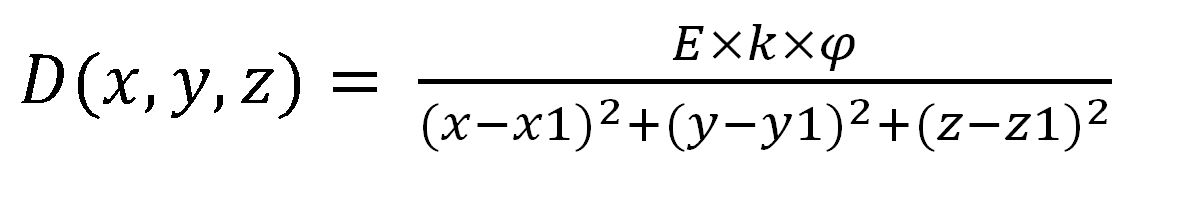 D(x, y, z) = E×k×φ / (x−x1)²+(y−y1)²+(z−z1)²